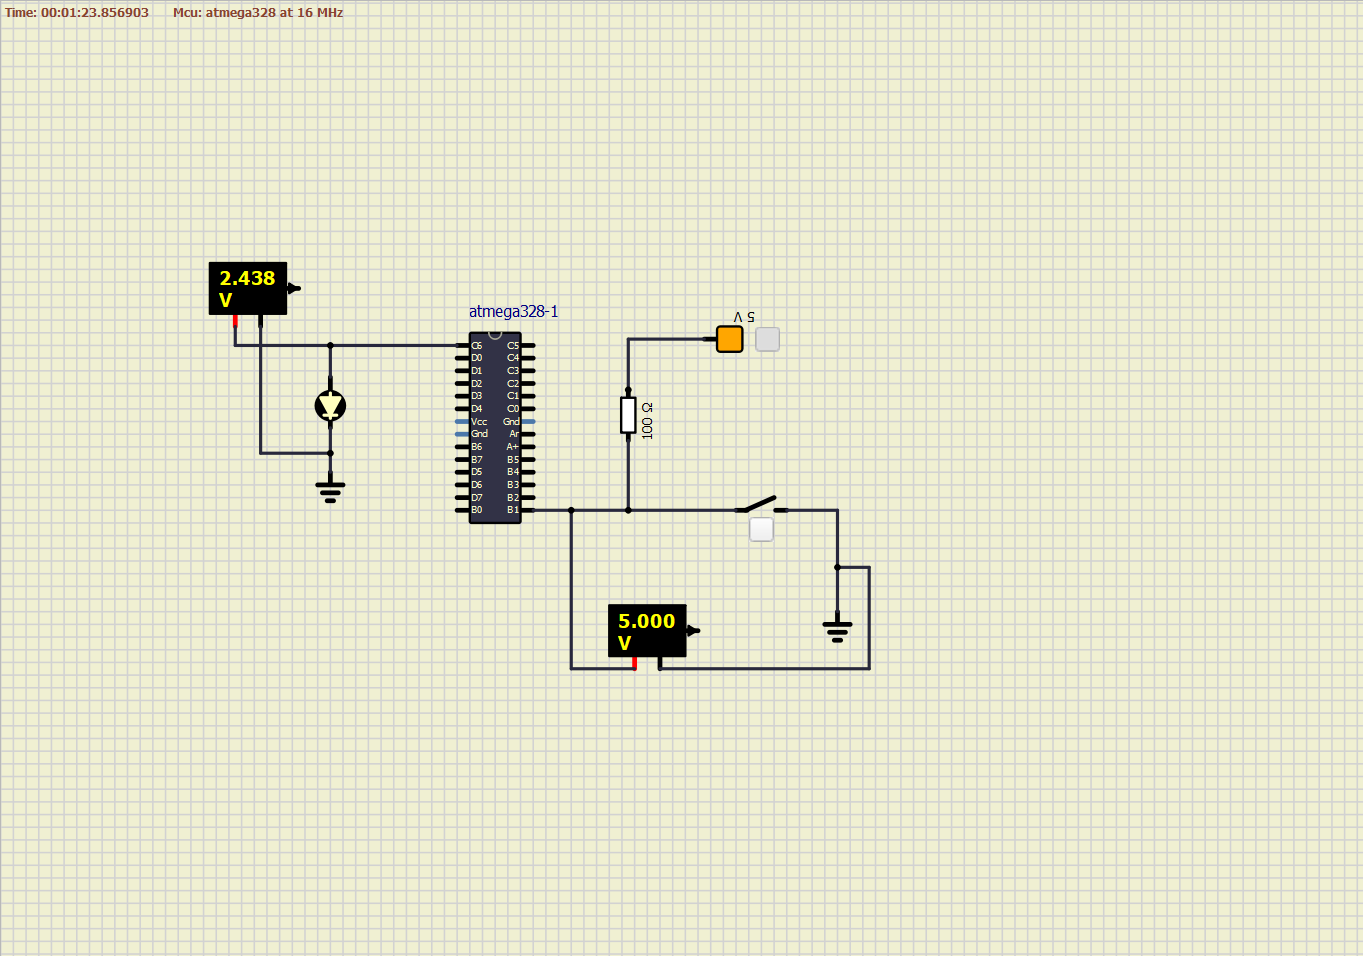 Time: 00:01:23.856903 Mcu: atmega328 at 16 MHz
2.438
V
atmega328-1
5 V
C6 C5
D0 C4
D1 C3
D2 C2
D3 C1
D4 C0
Vcc Gnd
Gnd Ar
B6 A+
B7 B5
D5 B4
D6 B3
D7 B2
B0 B1
100 Ω
5.000
V